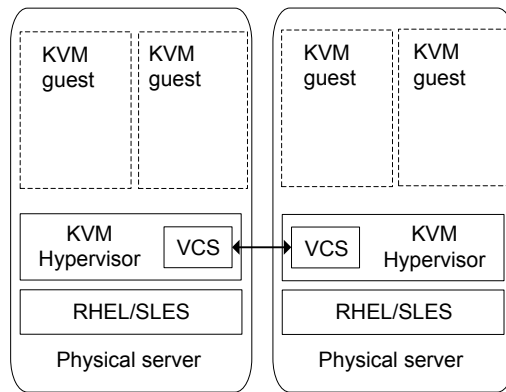 KVM
guest
KVM
guest
KVM
Hypervisor
VCS
RHEL/SLES
Physical server
KVM
guest
KVM
guest
VCS
KVM
Hypervisor
RHEL/SLES
Physical server